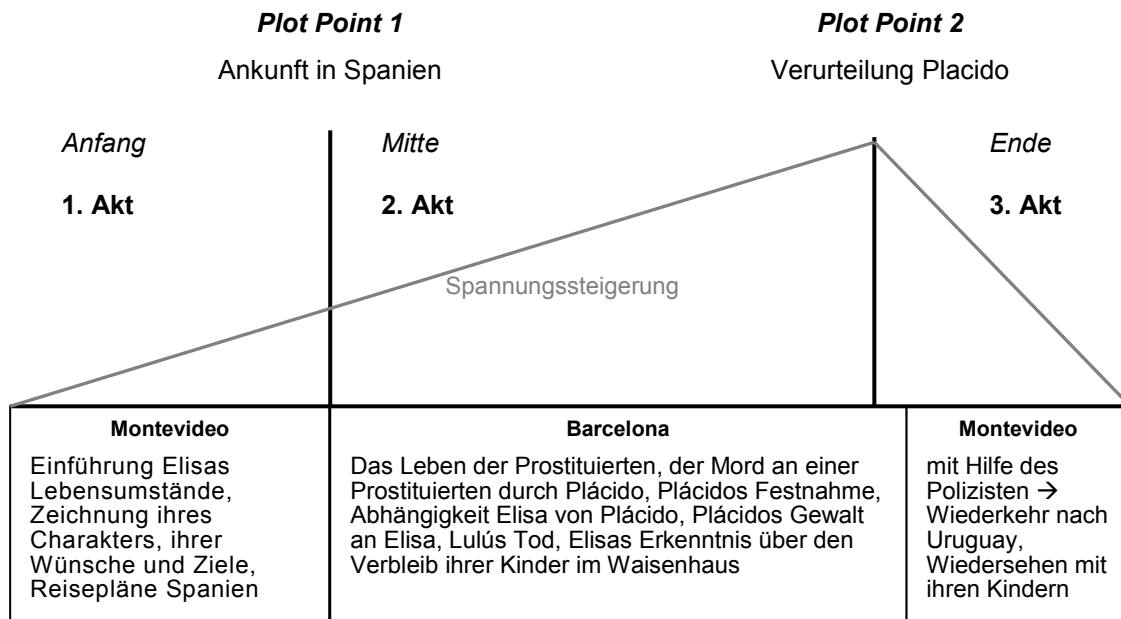 Plot Point 1
Plot Point 2
Ankunft in Spanien
Verurteilung Placido
Anfang
Mitte
Ende
1. Akt
2. Akt
3. Akt
Spannungssteigerung
Montevideo
Einführung Elisas
Lebensumstände,
Zeichnung ihres
Charakters, ihrer
Wünsche und Ziele,
Reisepläne Spanien
Barcelona
Das Leben der Prostituierten, der Mord an einer
Prostituierten durch Plácido, Plácidos Festnahme,
Abhängigkeit Elisa von Plácido, Plácidos Gewalt
an Elisa, Lulús Tod, Elisas Erkenntnis über den
Verbleib ihrer Kinder im Waisenhaus
Montevideo
mit Hilfe des
Polizisten →
Wiederkehr nach
Uruguay,
Wiedersehen mit
ihren Kindern